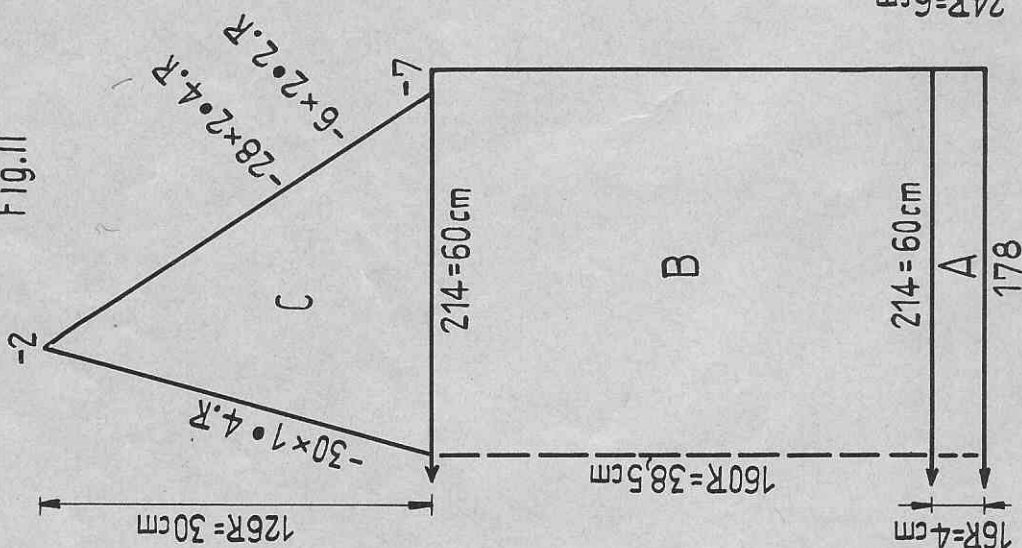 Fig.11
24R=6cm
-2
-28×2•4.R
-6×2•2.R
-7
C
-30×1•4.R
126R=30cm
214=60cm
B
160R=38,5cm
214=60cm
A
178
16R=4cm